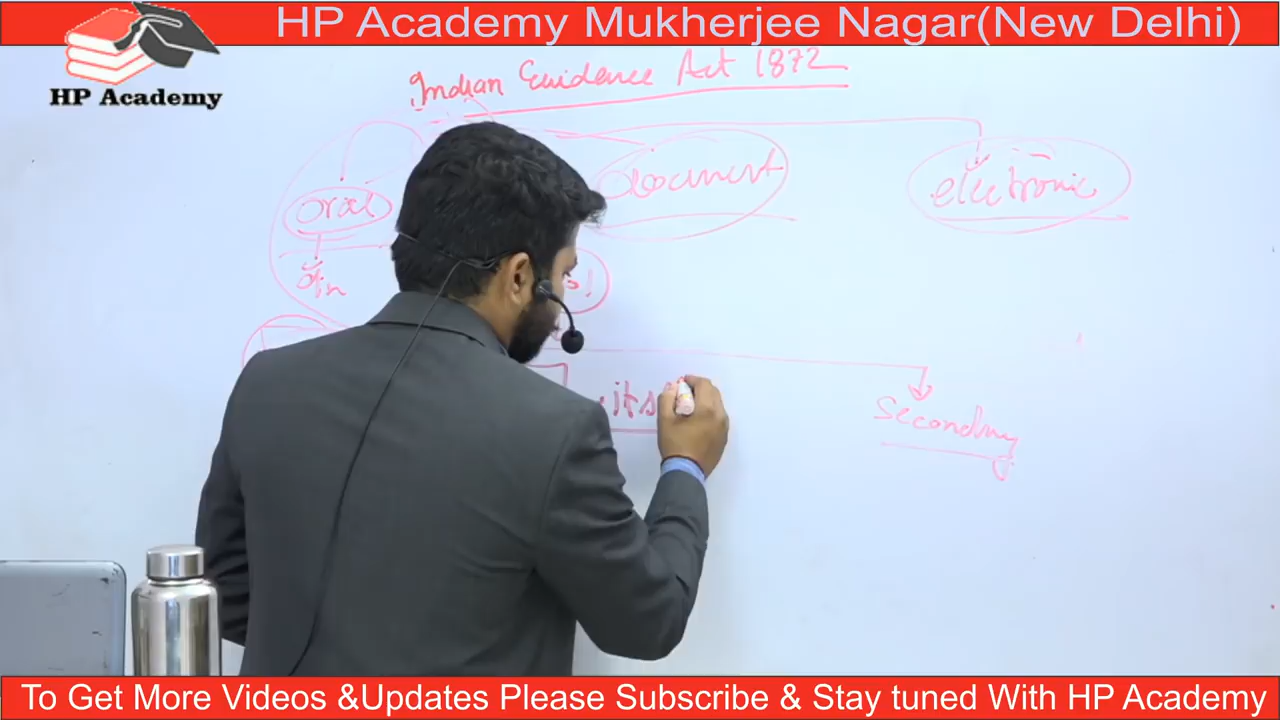 HP Academy Mukherjee Nagar(New Delhi)
HP Academy
Indian Evidence Act 1872
oral
Document
electronic
its
Secondary
To Get More Videos &Updates Please Subscribe & Stay tuned With HP Academy